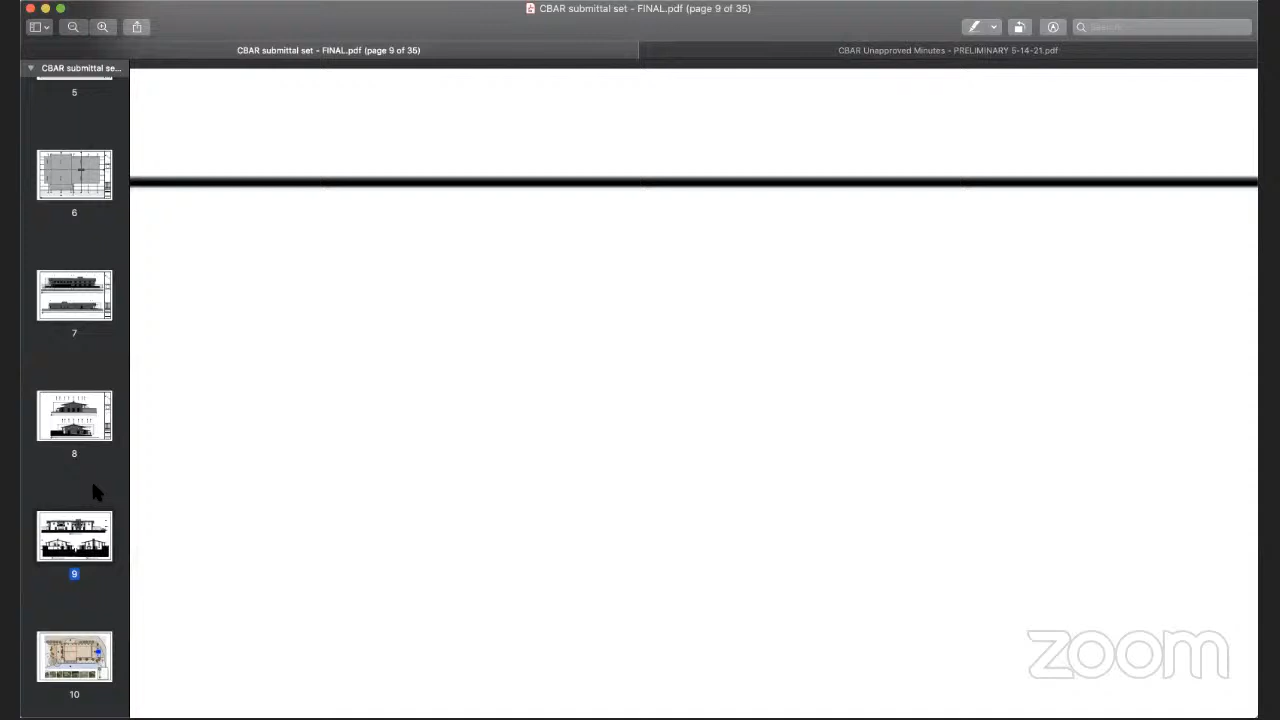 CBAR submittal set - FINAL.pdf (page 9 of 35)
Search
CBAR submittal set - FINAL.pdf (page 9 of 35)
CBAR Unapproved Minutes - PRELIMINARY 5-14-21.pdf
CBAR submittal se...
5
6
7
8
9
10
zoom